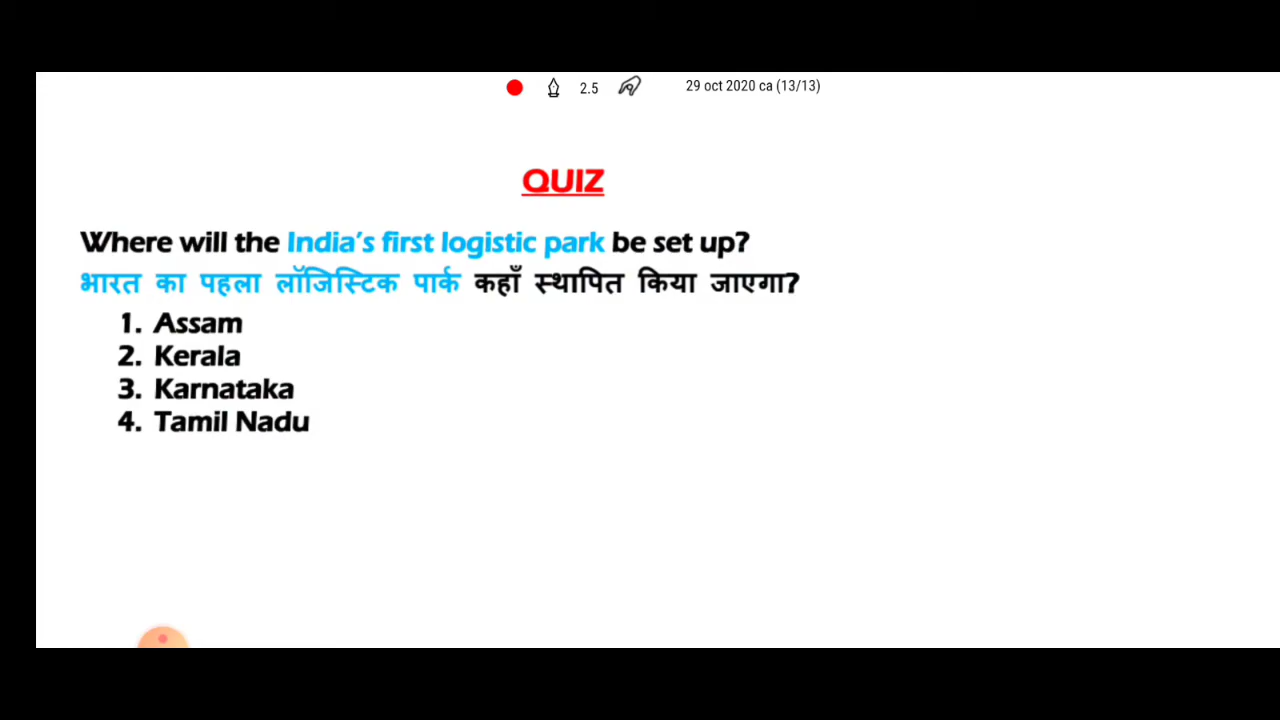 2.5 29 oct 2020 ca (13/13)
QUIZ
Where will the India's first logistic park be set up?
भारत का पहला लॉजिस्टिक पार्क कहाँ स्थापित किया जाएगा?
1. Assam
2. Kerala
3. Karnataka
4. Tamil Nadu